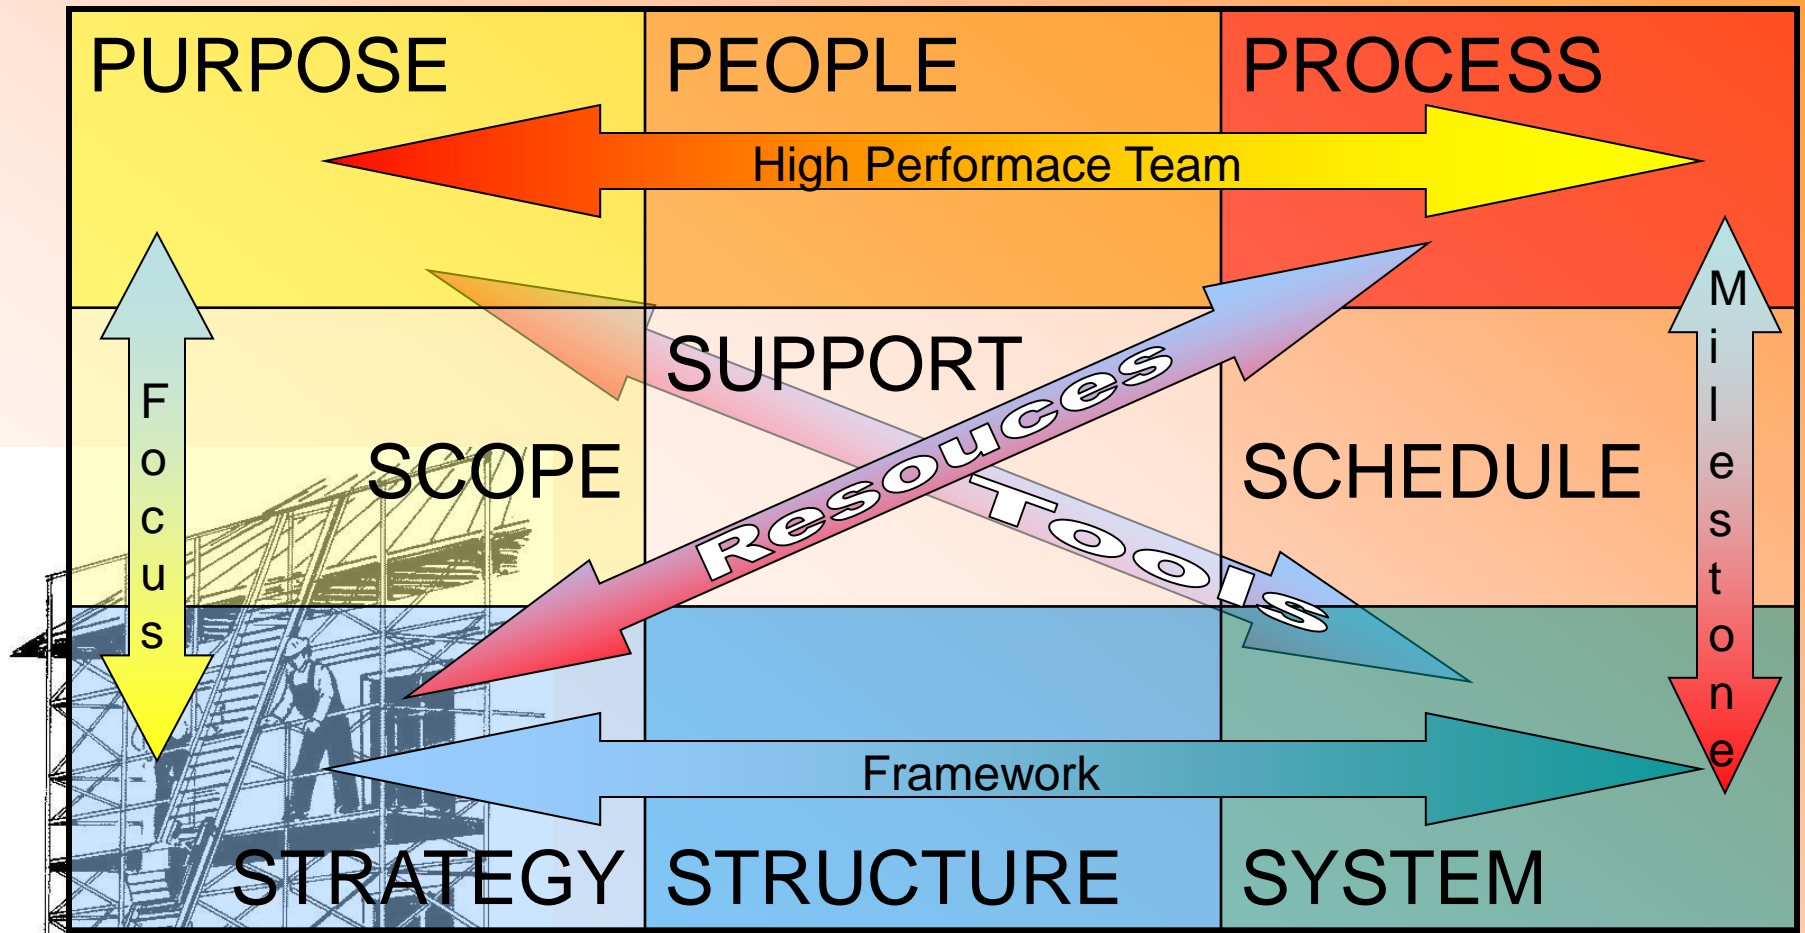 PURPOSE
PEOPLE
PROCESS
High Performace Team
Focus
Milestone
SUPPORT
SCOPE
SCHEDULE
Resouces
Tools
Framework
STRATEGY
STRUCTURE
SYSTEM